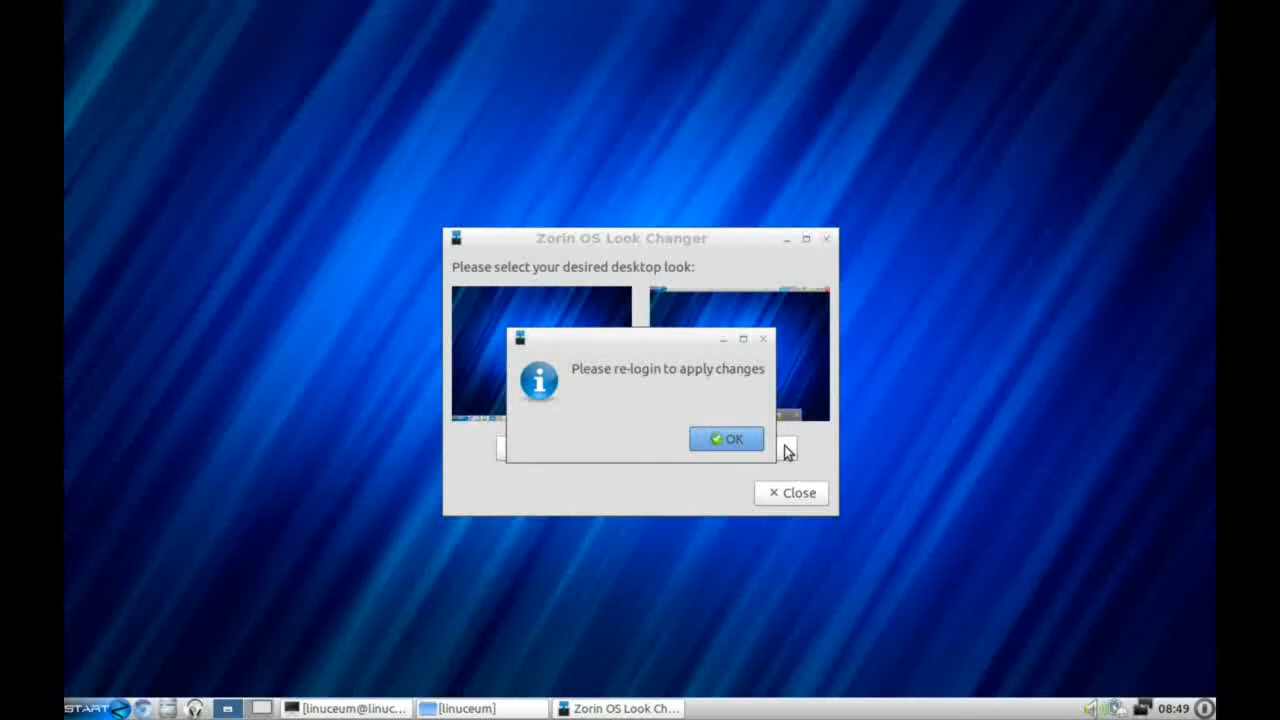 Zorin OS Look Changer
Please select your desired desktop look:
Please re-login to apply changes
OK
Close
START
[linuceum@linuc...
[linuceum]
Zorin OS Look Ch...
08:49